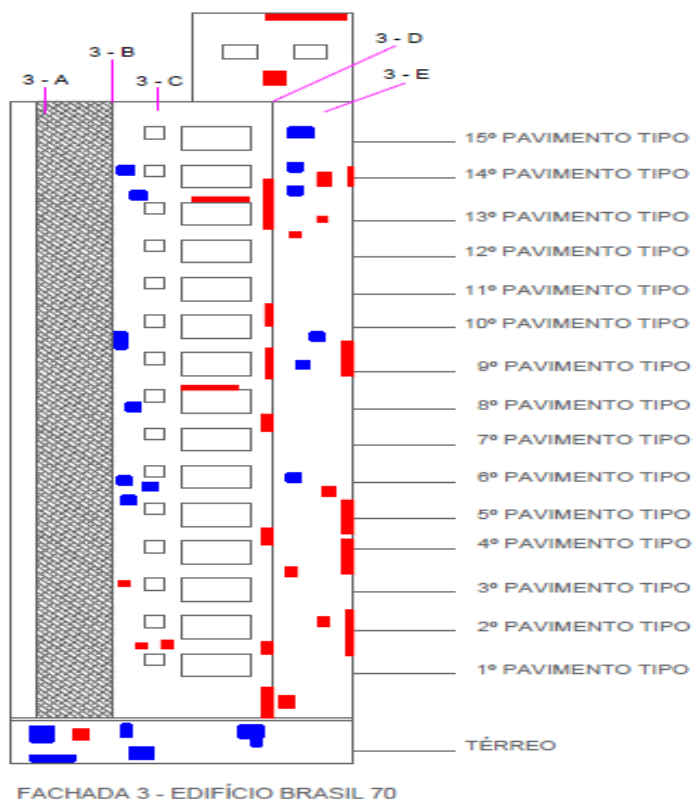 3 - D
3 - B
3 - A
3 - C
3 - E
15º PAVIMENTO TIPO
14º PAVIMENTO TIPO
13º PAVIMENTO TIPO
12º PAVIMENTO TIPO
11º PAVIMENTO TIPO
10º PAVIMENTO TIPO
9º PAVIMENTO TIPO
8º PAVIMENTO TIPO
7º PAVIMENTO TIPO
6º PAVIMENTO TIPO
5º PAVIMENTO TIPO
4º PAVIMENTO TIPO
3º PAVIMENTO TIPO
2º PAVIMENTO TIPO
1º PAVIMENTO TIPO
TÉRREO
FACHADA 3 - EDIFÍCIO BRASIL 70